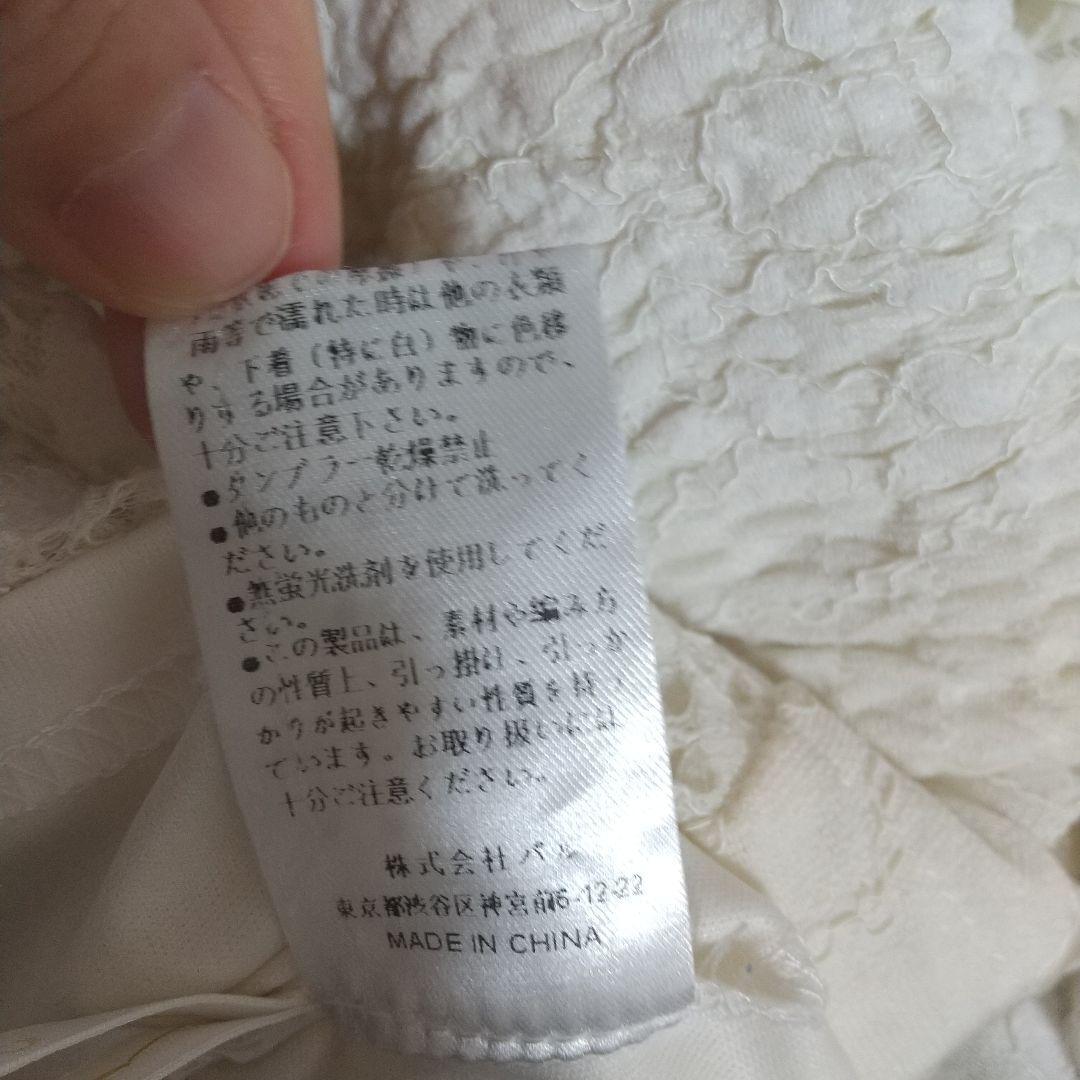 雨等で濡れた時は他の衣類
や、下着(特に白)物に色移
りする場合がありますので、
十分ご注意下さい。
●タンブラー乾燥禁止
●他のものと分けて洗ってく
ださい。
●無蛍光洗剤を使用してくだ
さい。
●この製品は、素材や編み方
の性質上、引っ掛け、引っか
かりが起きやすい性質を持っ
ています。お取り扱いには
十分ご注意ください。
株式会社パル
東京都渋谷区神宮前6-12-22
MADE IN CHINA